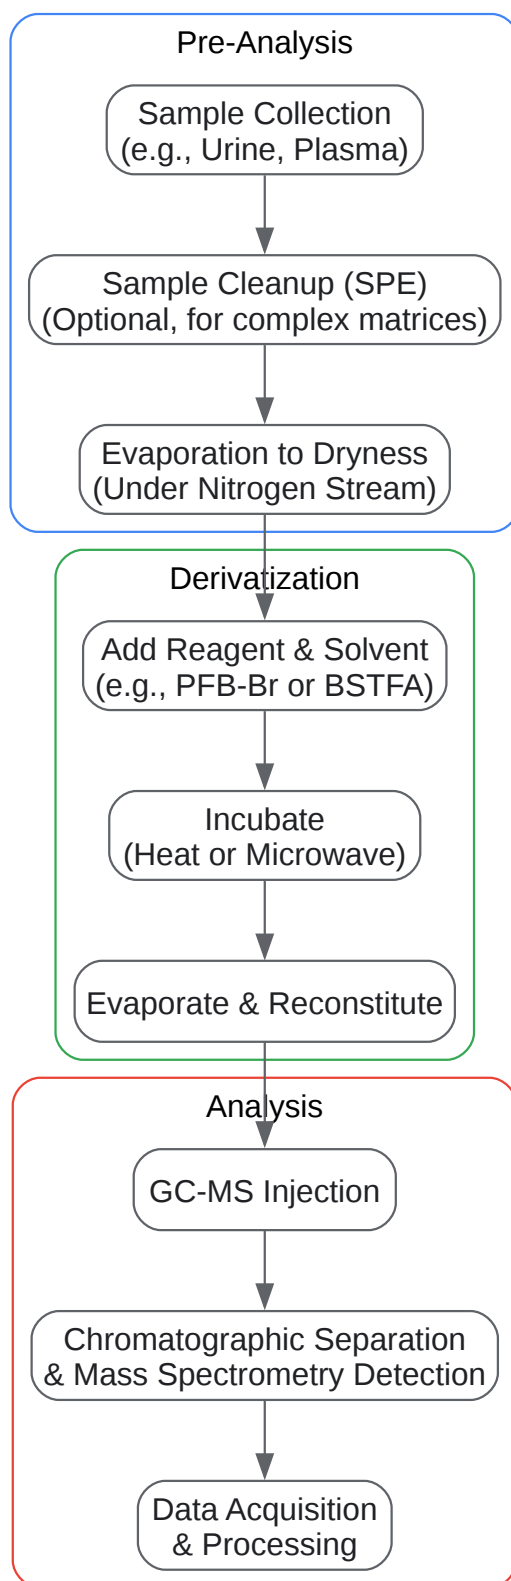 Pre-Analysis
Sample Collection
(e.g., Urine, Plasma)
Sample Cleanup (SPE)
(Optional, for complex matrices)
Evaporation to Dryness
(Under Nitrogen Stream)
Derivatization
Add Reagent & Solvent
(e.g., PFB-Br or BSTFA)
Incubate
(Heat or Microwave)
Evaporate & Reconstitute
Analysis
GC-MS Injection
Chromatographic Separation
& Mass Spectrometry Detection
Data Acquisition
& Processing